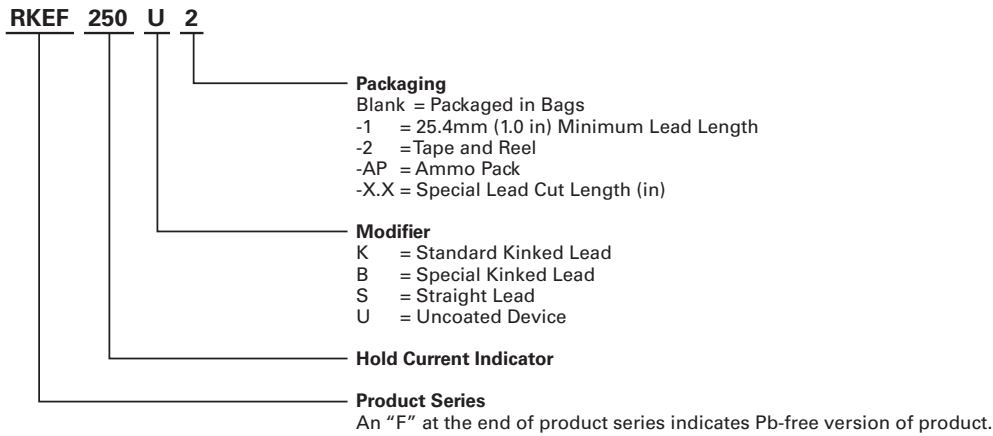 RKEF 250 U 2
Packaging
Blank = Packaged in Bags
-1 = 25.4mm (1.0 in) Minimum Lead Length
-2 =Tape and Reel
-AP = Ammo Pack
-X.X = Special Lead Cut Length (in)
Modifier
K = Standard Kinked Lead
B = Special Kinked Lead
S = Straight Lead
U = Uncoated Device
Hold Current Indicator
Product Series
An “F” at the end of product series indicates Pb-free version of product.